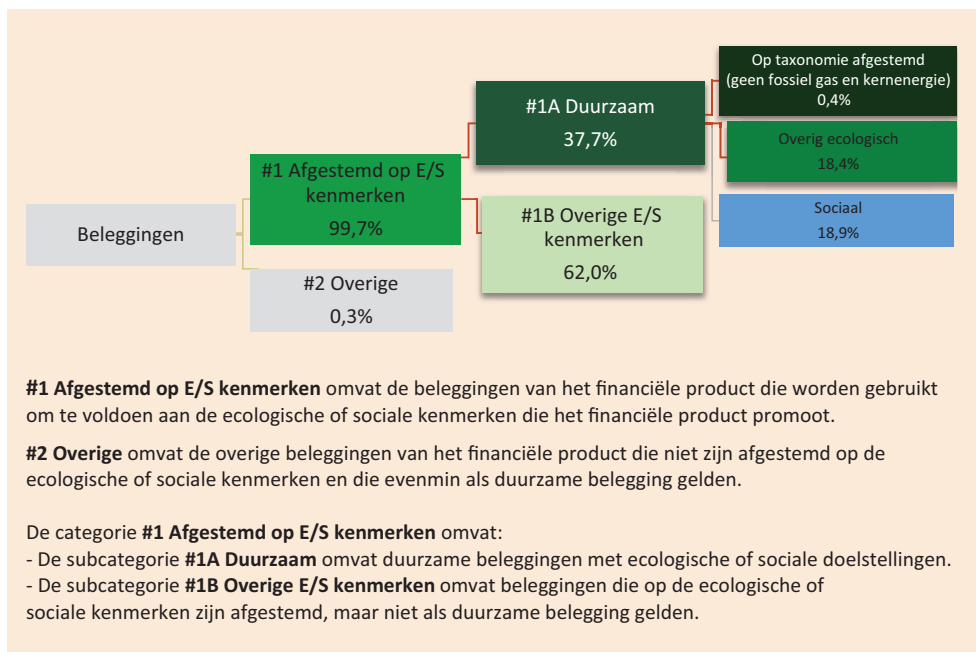 Beleggingen
#1 Afgestemd op E/S
kenmerken
99,7%
#2 Overige
0,3%
#1A Duurzaam
37,7%
#1B Overige E/S
kenmerken
62,0%
Op taxonomie afgestemd
(geen fossiel gas en kernenergie)
0,4%
Overig ecologisch
18,4%
Sociaal
18,9%
#1 Afgestemd op E/S kenmerken omvat de beleggingen van het financiële product die worden gebruikt
om te voldoen aan de ecologische of sociale kenmerken die het financiële product promoot.
#2 Overige omvat de overige beleggingen van het financiële product die niet zijn afgestemd op de
ecologische of sociale kenmerken en die evenmin als duurzame belegging gelden.
De categorie #1 Afgestemd op E/S kenmerken omvat:
- De subcategorie #1A Duurzaam omvat duurzame beleggingen met ecologische of sociale doelstellingen.
- De subcategorie #1B Overige E/S kenmerken omvat beleggingen die op de ecologische of
sociale kenmerken zijn afgestemd, maar niet als duurzame belegging gelden.